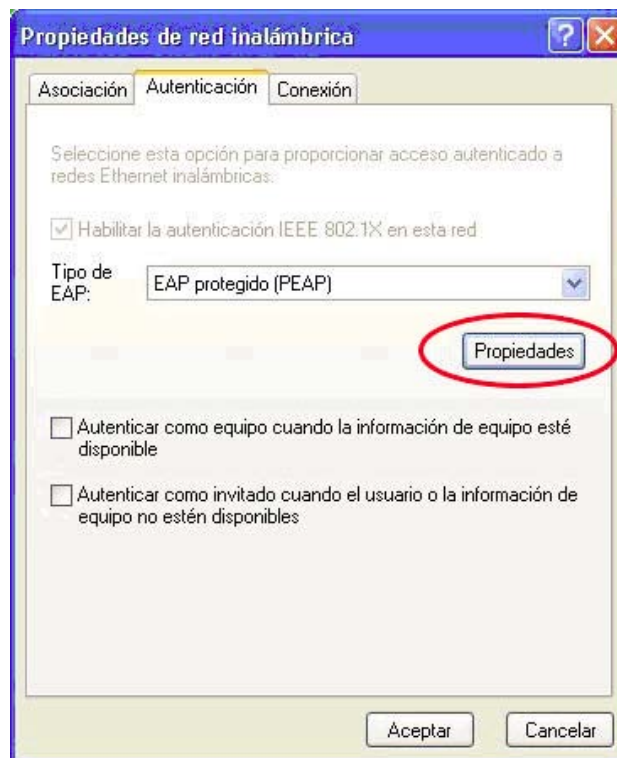 Propiedades de red inalámbrica
Asociación
Autenticación
Conexión
Seleccione esta opción para proporcionar acceso autenticado a
redes Ethernet inalámbricas.
Habilitar la autenticación IEEE 802.1X en esta red
Tipo de
EAP:
EAP protegido (PEAP)
Propiedades
Autenticar como equipo cuando la información de equipo esté
disponible
Autenticar como invitado cuando el usuario o la información de
equipo no estén disponibles
Aceptar
Cancelar